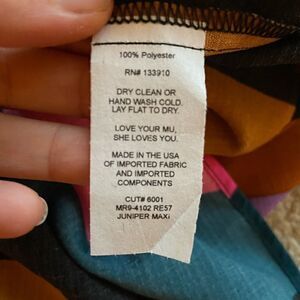 100% Polyester
RN# 133910
DRY CLEAN OR
HAND WASH COLD.
LAY FLAT TO DRY.
LOVE YOUR MU,
SHE LOVES YOU.
MADE IN THE USA
OF IMPORTED FABRIC
AND IMPORTED
COMPONENTS
CUT# 6001
MR9-4102 RE57
JUNIPER MAXI